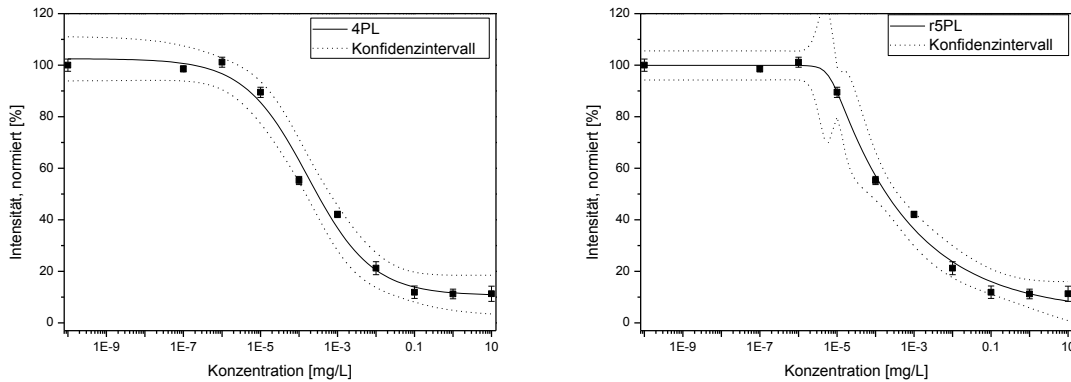 120
100
80
60
40
20
0
Intensität, normiert [%]
4PL
Konfidenzintervall
1E-9 1E-7 1E-5 1E-3 0.1 10
Konzentration [mg/L]
120
100
80
60
40
20
0
Intensität, normiert [%]
r5PL
Konfidenzintervall
1E-9 1E-7 1E-5 1E-3 0.1 10
Konzentration [mg/L]